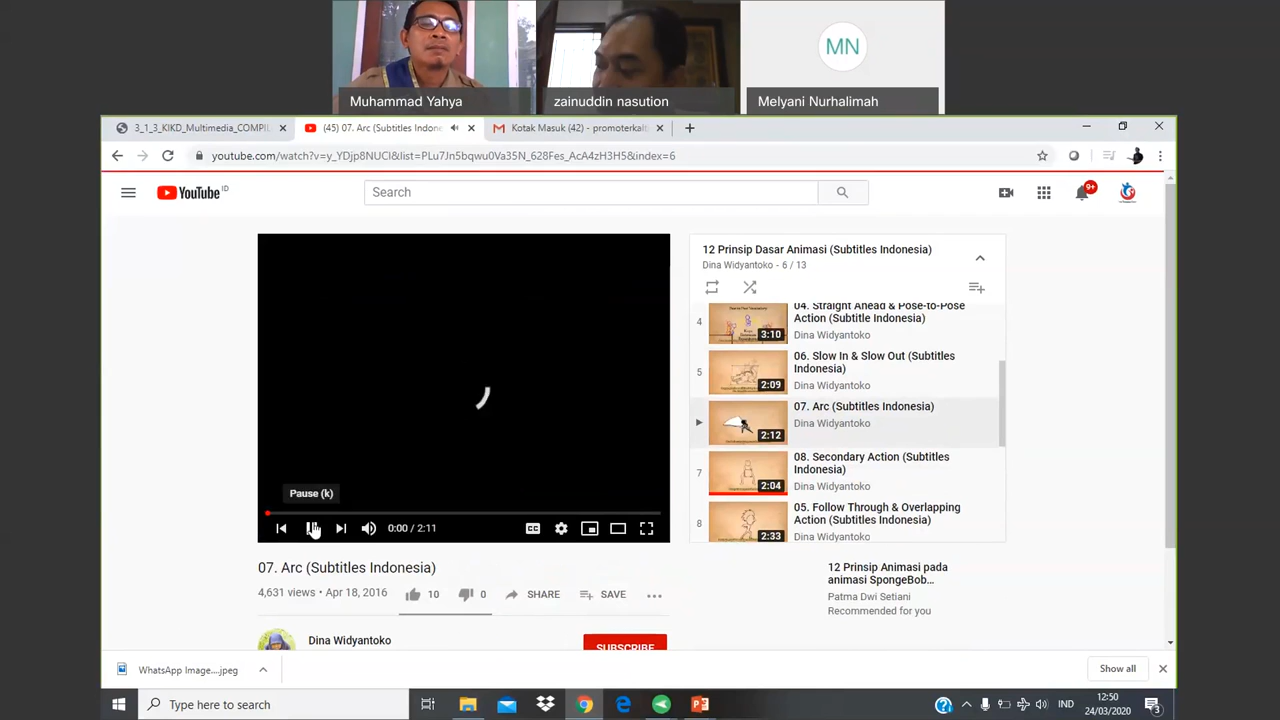 MN
Muhammad Yahya
zainuddin nasution
Melyani Nurhalimah
3_1_3_KIKD_Multimedia_COMPIL
(45) 07. Arc (Subtitles Indone
Kotak Masuk (42) - promoterkal
youtube.com/watch?v=y_YDjp8NUCI&list=PLu7Jn5bqwu0Va35N_628Fes_AcA4zH3H5&index=6
YouTube ID
Search
9+
12 Prinsip Dasar Animasi (Subtitles Indonesia)
Dina Widyantoko - 6 / 13
4
3:10
04. Straight Ahead & Pose-to-Pose
Action (Subtitle Indonesia)
Dina Widyantoko
5
2:09
06. Slow In & Slow Out (Subtitles
Indonesia)
Dina Widyantoko
2:12
07. Arc (Subtitles Indonesia)
Dina Widyantoko
7
2:04
08. Secondary Action (Subtitles
Indonesia)
Dina Widyantoko
8
2:33
05. Follow Through & Overlapping
Action (Subtitles Indonesia)
Dina Widyantoko
Pause (k)
0:00 / 2:11
CC
07. Arc (Subtitles Indonesia)
4,631 views • Apr 18, 2016
10
0
SHARE
SAVE
Dina Widyantoko
SUBSCRIBE
12 Prinsip Animasi pada
animasi SpongeBob...
Patma Dwi Setiani
Recommended for you
WhatsApp Image....jpeg
Show all
Type here to search
IND
12:50
24/03/2020
3